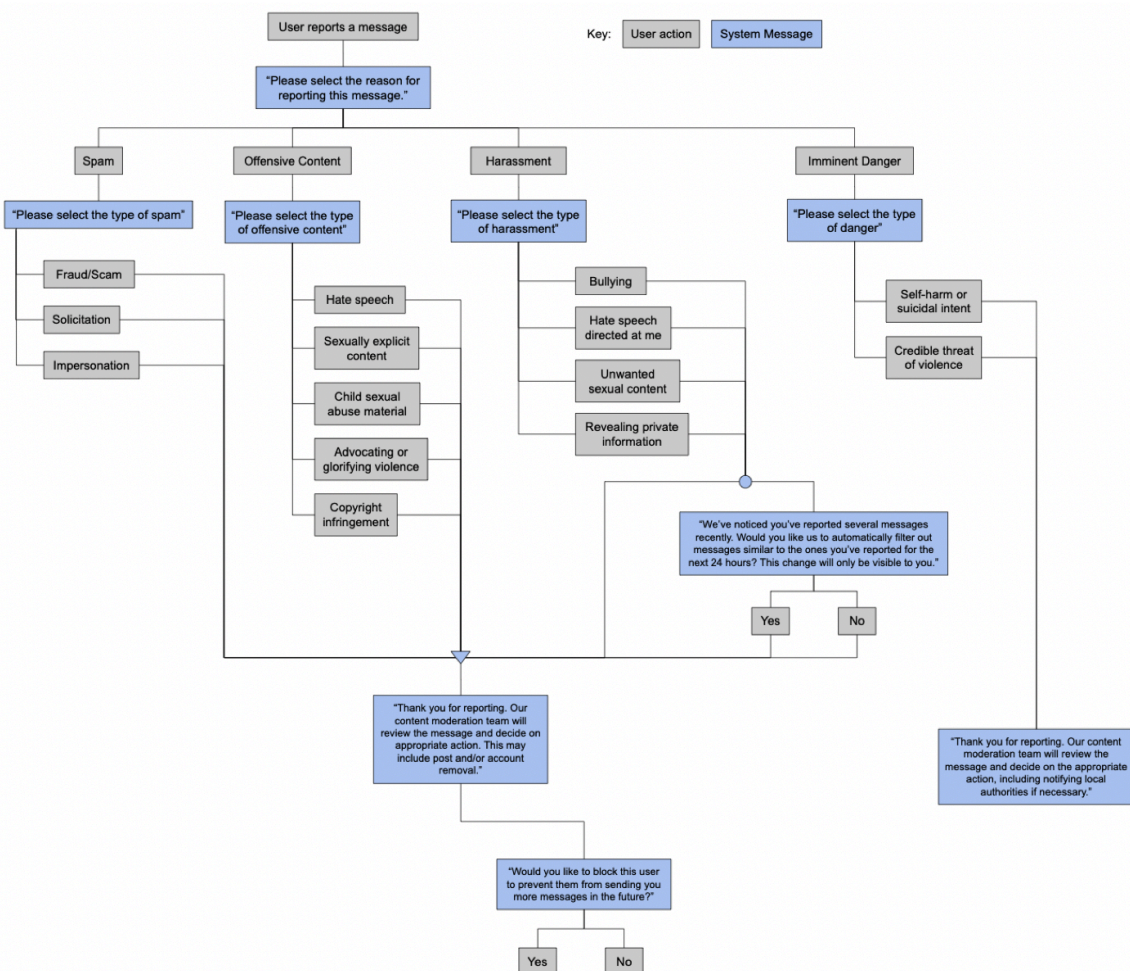 User reports a message
Key:
User action
System Message
“Please select the reason for
reporting this message.”
Spam
Offensive Content
Harassment
Imminent Danger
“Please select the type of spam”
“Please select the type
of offensive content”
“Please select the type
of harassment”
“Please select the type
of danger”
Fraud/Scam
Solicitation
Impersonation
Hate speech
Sexually explicit
content
Child sexual
abuse material
Advocating or
glorifying violence
Copyright
infringement
Bullying
Hate speech
directed at me
Unwanted
sexual content
Revealing private
information
Self-harm or
suicidal intent
Credible threat
of violence
“We’ve noticed you’ve reported several messages
recently. Would you like us to automatically filter out
messages similar to the ones you’ve reported for the
next 24 hours? This change will only be visible to you.”
Yes
No
“Thank you for reporting. Our
content moderation team will
review the message and decide on
appropriate action. This may
include post and/or account
removal.”
“Thank you for reporting. Our content
moderation team will review the
message and decide on the appropriate
action, including notifying local
authorities if necessary.”
“Would you like to block this user
to prevent them from sending you
more messages in the future?”
Yes
No